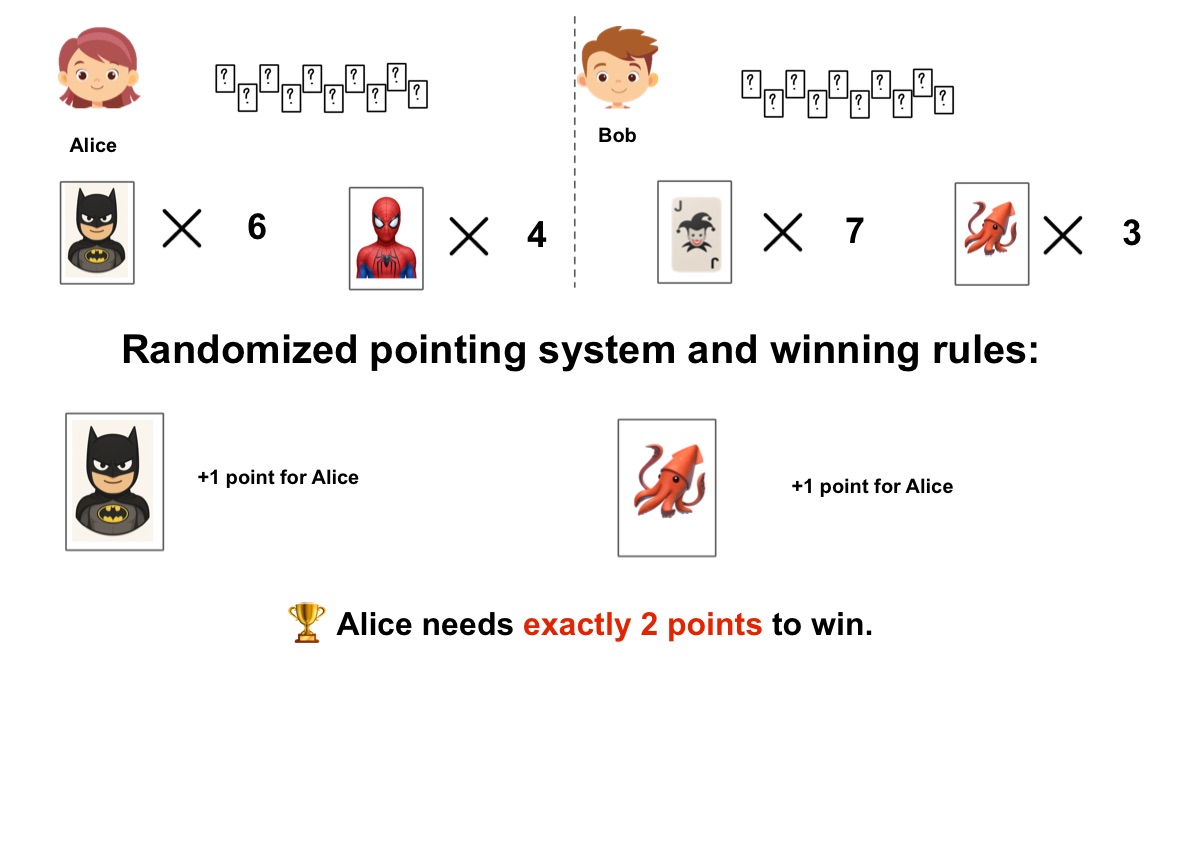 ? ? ? ? ? ? ? ? ? ?
? ? ? ? ? ? ? ? ? ?
Alice
Bob
6
4
J
J
7
3
Randomized pointing system and winning rules:
+1 point for Alice
+1 point for Alice
Alice needs exactly 2 points to win.